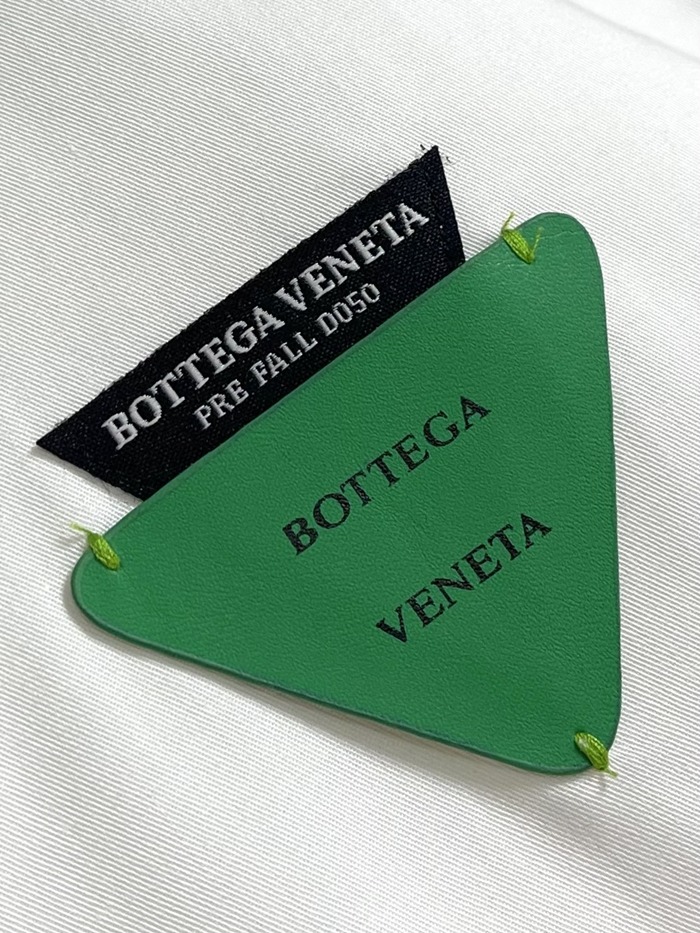 BOTTEGA VENETA
PRE FALL D050
BOTTEGA
VENETA